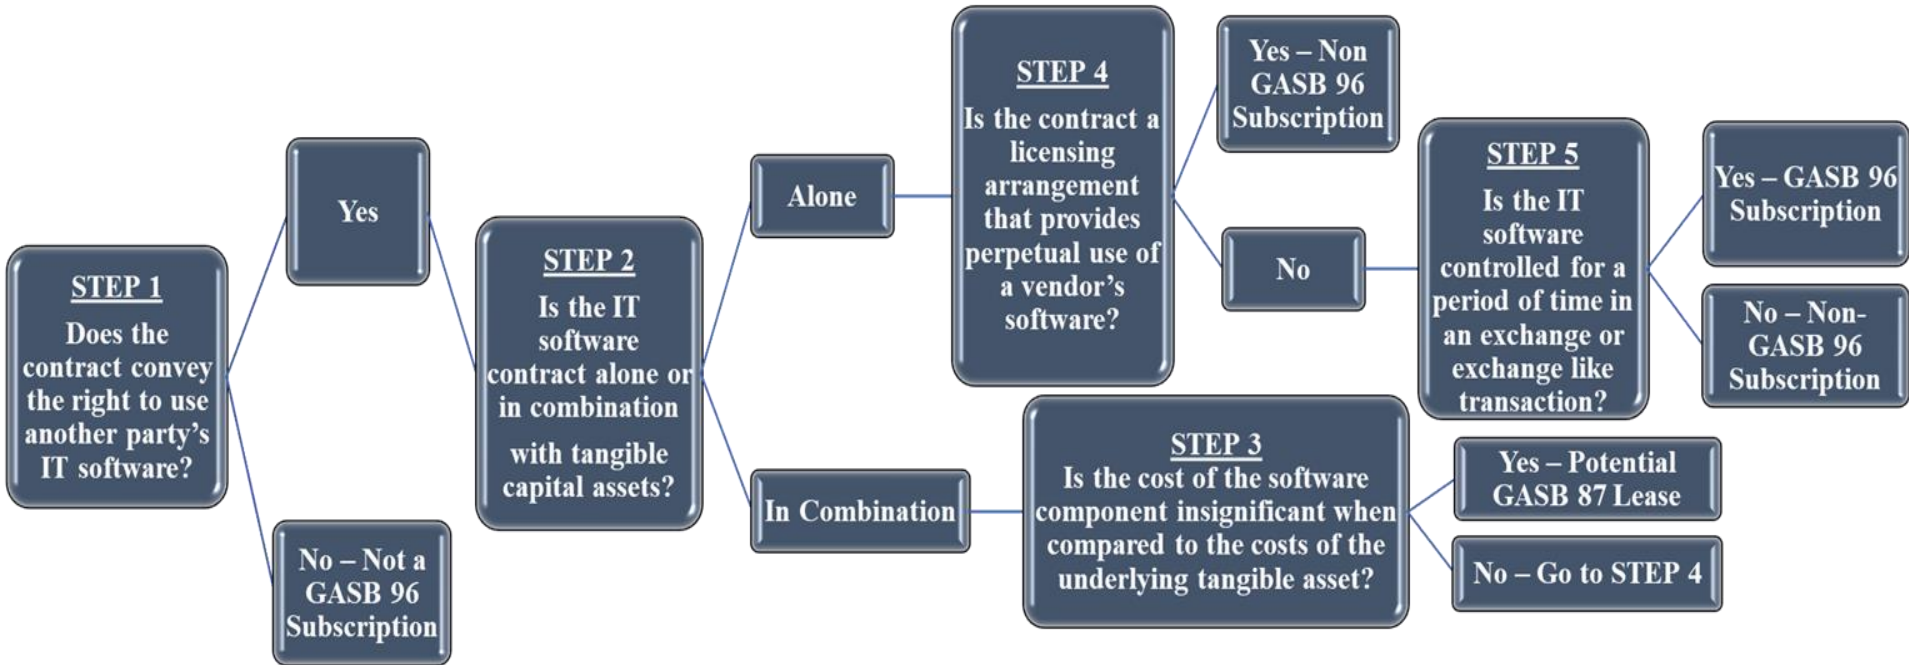 STEP 1
Does the
contract convey
the right to use
another party's
IT software?
Yes
No – Not a
GASB 96
Subscription
STEP 2
Is the IT
software
contract alone or
in combination
with tangible
capital assets?
Alone
In Combination
STEP 4
Is the contract a
licensing
arrangement
that provides
perpetual use of
a vendor's
software?
Yes – Non
GASB 96
Subscription
No
STEP 5
Is the IT
software
controlled for a
period of time in
an exchange or
exchange like
transaction?
Yes – GASB 96
Subscription
No – Non-
GASB 96
Subscription
STEP 3
Is the cost of the software
component insignificant when
compared to the costs of the
underlying tangible asset?
Yes – Potential
GASB 87 Lease
No – Go to STEP 4